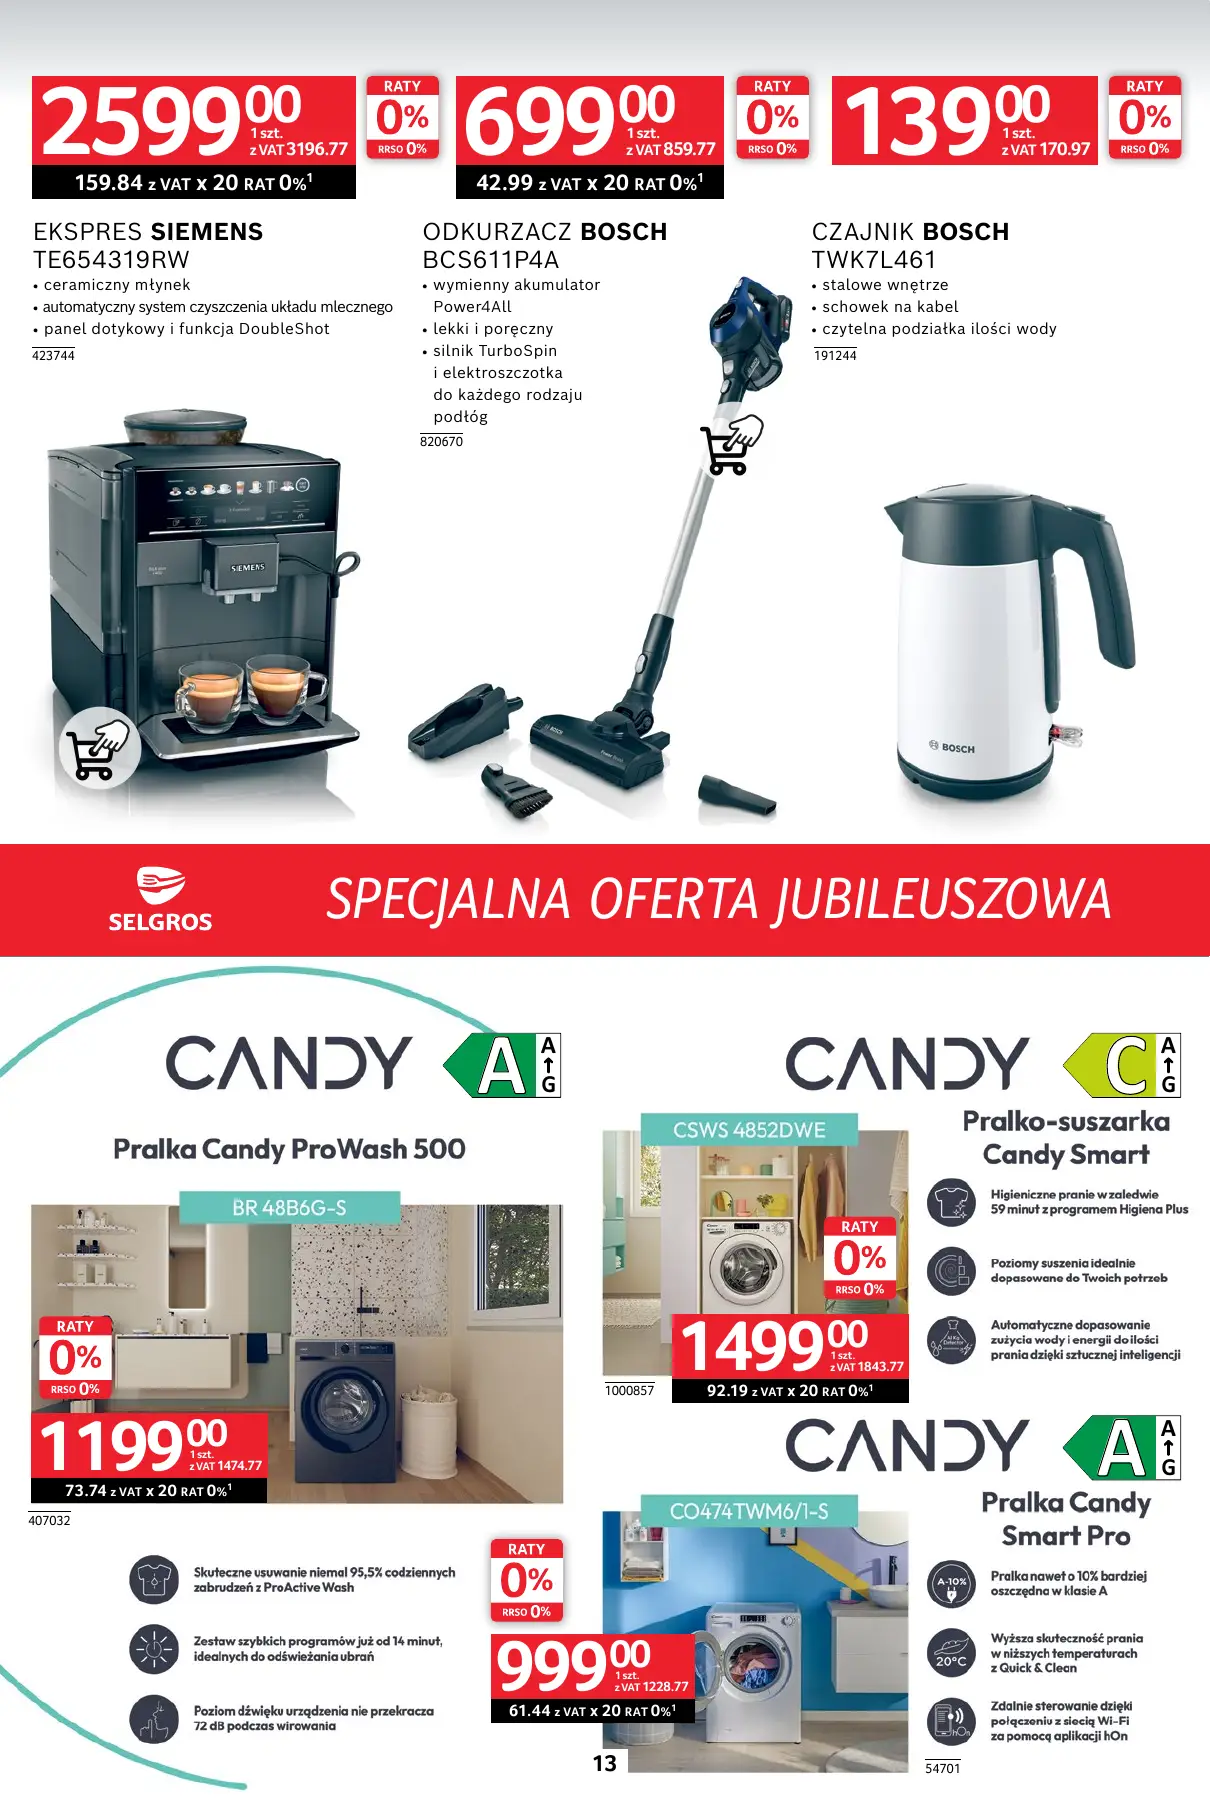 2599 00
1 szt.
z VAT 3196.77
159.84 z VAT x 20 RAT 0%1
RATY
0%
RRSO 0%
699 00
1 szt.
z VAT 859.77
42.99 z VAT x 20 RAT 0%1
RATY
0%
RRSO 0%
139 00
1 szt.
z VAT 170.97
RATY
0%
RRSO 0%
EKSPRES SIEMENS
TE654319RW
• ceramiczny młynek
• automatyczny system czyszczenia układu mlecznego
• panel dotykowy i funkcja DoubleShot
423744
SIEMENS
ODKURZACZ BOSCH
BCS611P4A
• wymienny akumulator
Power4All
• lekki i poręczny
• silnik TurboSpin
i elektroszczotka
do każdego rodzaju
podłóg
820670
BOSCH
CZAJNIK BOSCH
TWK7L461
• stalowe wnętrze
• schowek na kabel
• czytelna podziałka ilości wody
191244
BOSCH
SELGROS
SPECJALNA OFERTA JUBILEUSZOWA
CANDY
A
A
G
Pralka Candy ProWash 500
BR 48B6G-S
RATY
0%
RRSO 0%
1199 00
1 szt.
z VAT 1474.77
73.74 z VAT x 20 RAT 0%1
407032
Skuteczne usuwanie niemal 95,5% codziennych
zabrudzeń z ProActive Wash
Zestaw szybkich programów już od 14 minut,
idealnych do odświeżania ubrań
Poziom dźwięku urządzenia nie przekracza
72 dB podczas wirowania
CANDY
C
A
G
CSWS 4852DWE
Pralko-suszarka
Candy Smart
Higieniczne pranie w zaledwie
59 minut z programem Higiena Plus
Poziomy suszenia idealnie
dopasowane do Twoich potrzeb
AI Kg
Detector
Automatyczne dopasowanie
zużycia wody i energii do ilości
prania dzięki sztucznej inteligencji
RATY
0%
RRSO 0%
1499 00
1 szt.
z VAT 1843.77
92.19 z VAT x 20 RAT 0%1
1000857
CANDY
A
A
G
CO474TWM6/1-S
Pralka Candy
Smart Pro
A-10%
Pralka nawet o 10% bardziej
oszczędna w klasie A
20°C
Wyższa skuteczność prania
w niższych temperaturach
z Quick & Clean
hOn
Zdalnie sterowanie dzięki
połączeniu z siecią Wi-Fi
za pomocą aplikacji hOn
RATY
0%
RRSO 0%
999 00
1 szt.
z VAT 1228.77
61.44 z VAT x 20 RAT 0%1
54701
13